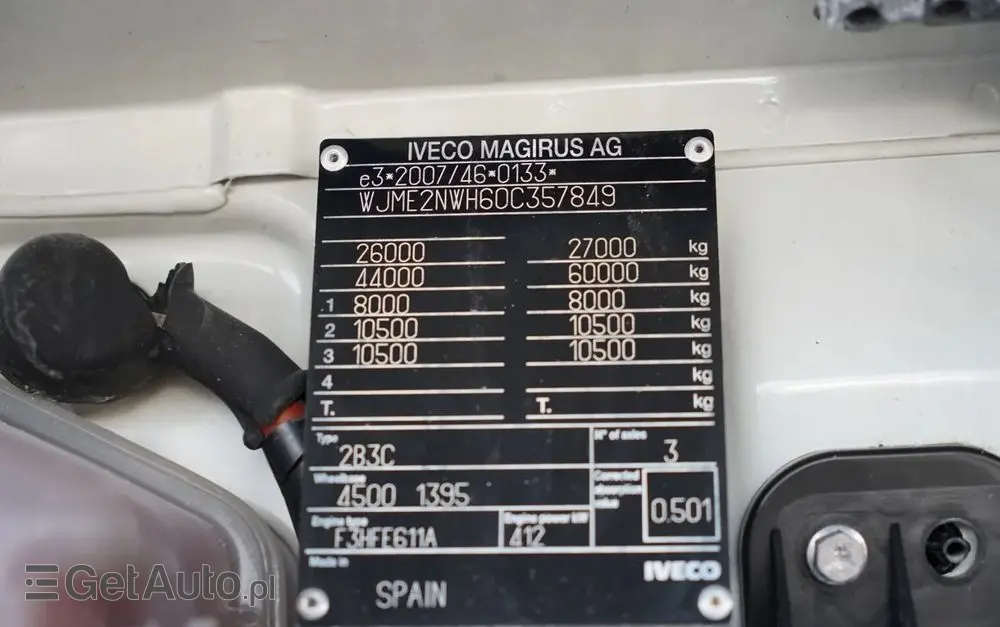 IVECO MAGIRUS AG
e3*2007/46*0133*
WJME2NWH60C357849
26000 27000 kg
44000 60000 kg
1 8000 8000 kg
2 10500 10500 kg
3 10500 10500 kg
4 kg
T. T. kg
Type 2B3C N° of axles 3
Wheelbase 4500 1395 Corrected absorption value 0.501
Engine type F3HFE611A Engine power kW 412
Made in SPAIN IVECO
GetAuto.pl